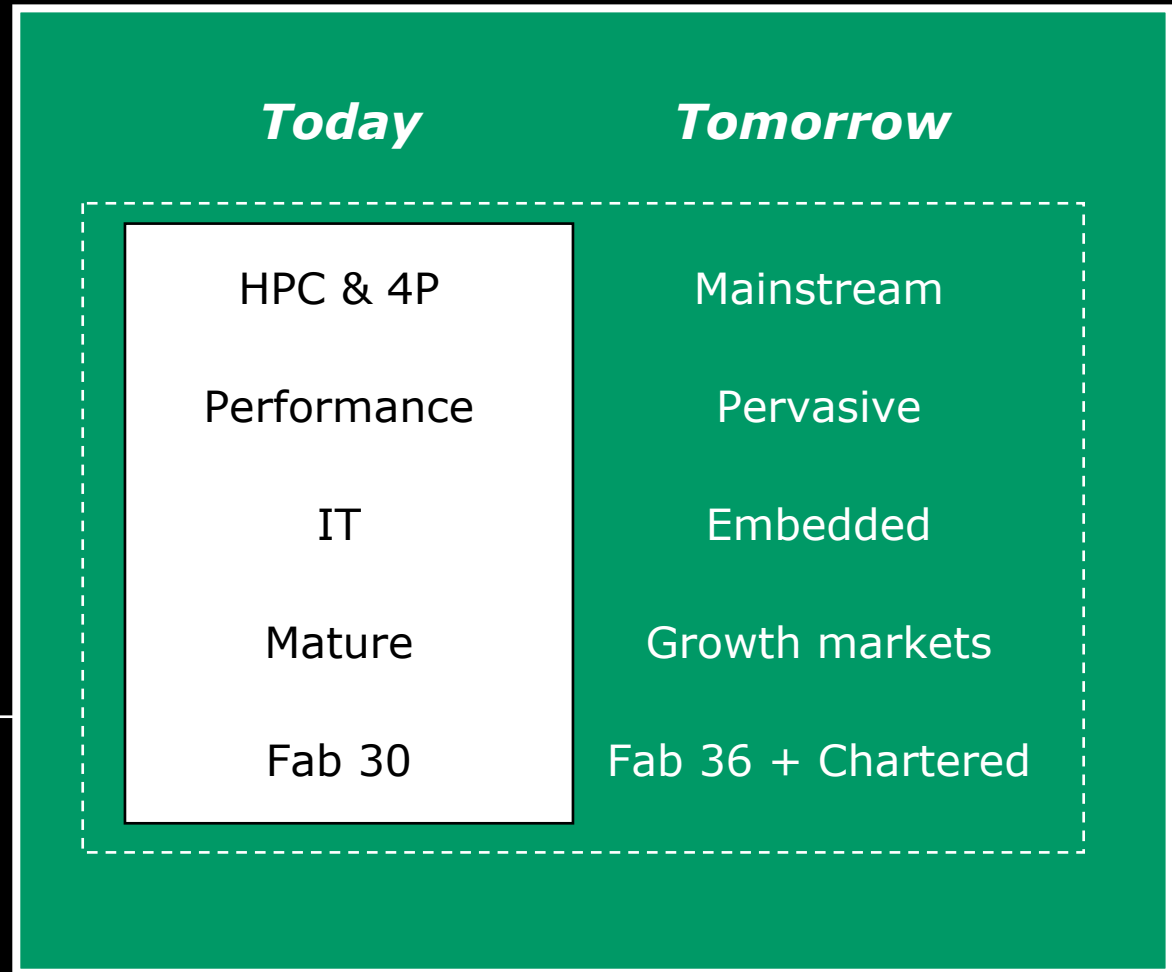 Today Tomorrow
HPC & 4P Mainstream
Performance Pervasive
IT Embedded
Mature Growth markets
Fab 30 Fab 36 + Chartered